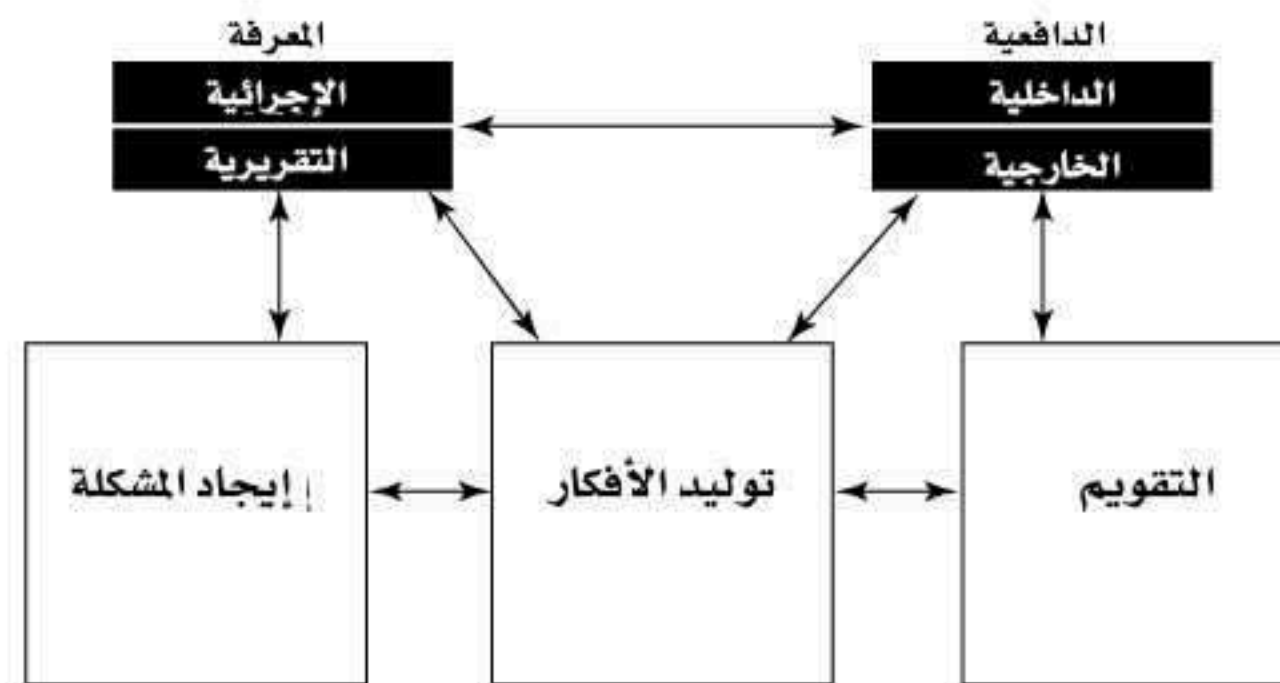 الدافعية
الداخلية
الخارجية
المعرفة
الإجرائية
التقريرية
التقويم
توليد الأفكار
إيجاد المشكلة